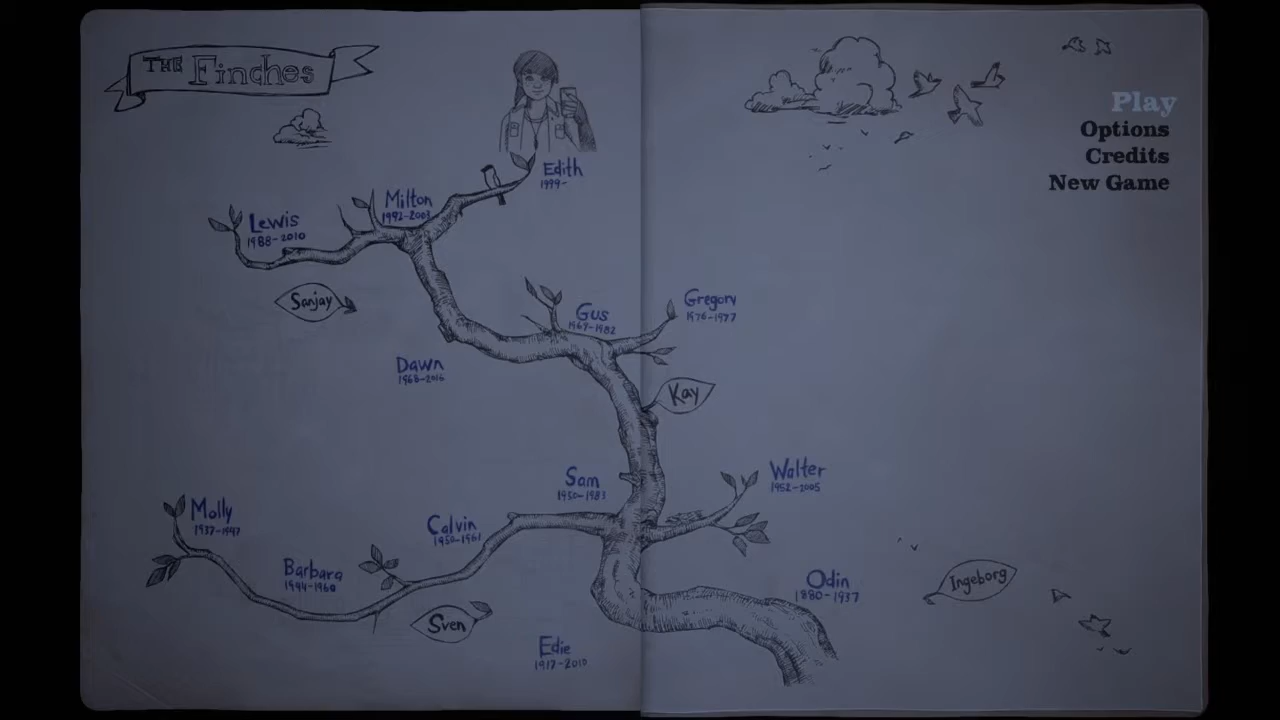 THE Finches
Play
Options
Credits
New Game
Edith
1999-
Milton
1992-2003
Lewis
1988-2010
Sanjay
Gus
1969-1982
Gregory
1976-1977
Dawn
1968-2016
Kay
Sam
1950-1983
Walter
1952-2005
Molly
1937-1947
Calvin
1950-1961
Barbara
1944-1960
Odin
1880-1937
Ingeborg
Sven
Edie
1917-2010